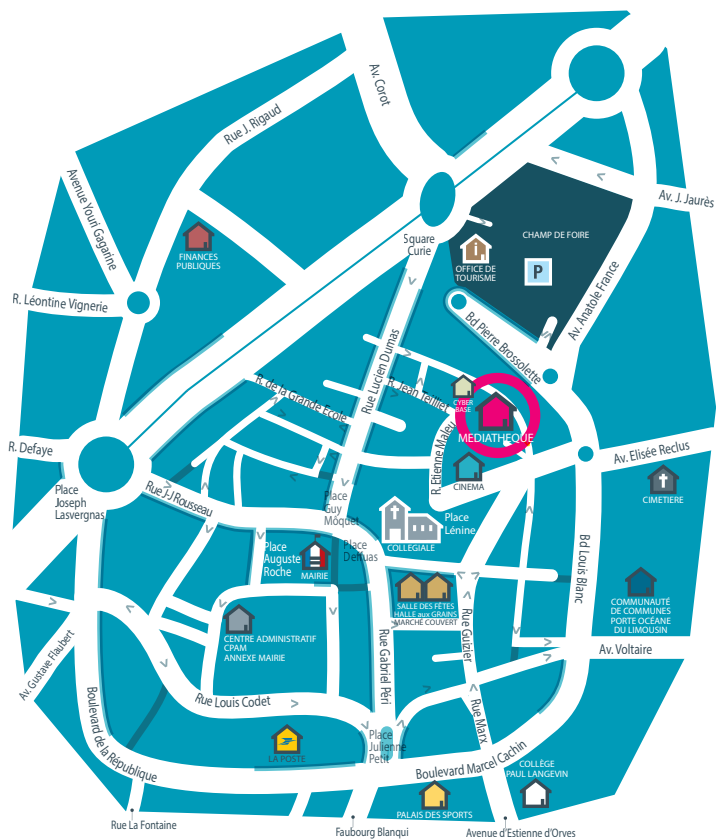 Av. Corot
Rue J. Rigaud
Avenue Youri Gagarine
Av. J. Jaurès
CHAMP DE FOIRE
Square
Curie
FINANCES
PUBLIQUES
i
OFFICE DE
TOURISME
P
R. Léontine Vignerie
Av. Anatole France
Bd Pierre Brossolette
Rue Lucien Dumas
R. de la Grande Ecole
R. Jean Teillet
CYBER
BASE
MEDIATHEQUE
R. Etienne Maleu
R. Defaye
Av. Elisée Reclus
CINEMA
CIMETIERE
Place
Joseph
Lasvergnas
Rue J-J Rousseau
Place
Guy
Môquet
Place
Lénine
COLLEGIALE
Place
Auguste
Roche
MAIRIE
Place
Deffuas
Bd Louis Blanc
SALLE DES FÊTES
HALLE aux GRAINS
MARCHÉ COUVERT
COMMUNAUTÉ
DE COMMUNES
PORTE OCÉANE
DU LIMOUSIN
CENTRE ADMINISTRATIF
CPAM
ANNEXE MAIRIE
Rue Gabriel Péri
Rue Guizier
Av. Voltaire
Av. Gustave Flaubert
Rue Louis Codet
Rue Marx
Boulevard de la République
LA POSTE
Place
Julienne
Petit
Boulevard Marcel Cachin
COLLÈGE
PAUL LANGEVIN
PALAIS DES SPORTS
Rue La Fontaine
Faubourg Blanqui
Avenue d'Estienne d'Orves